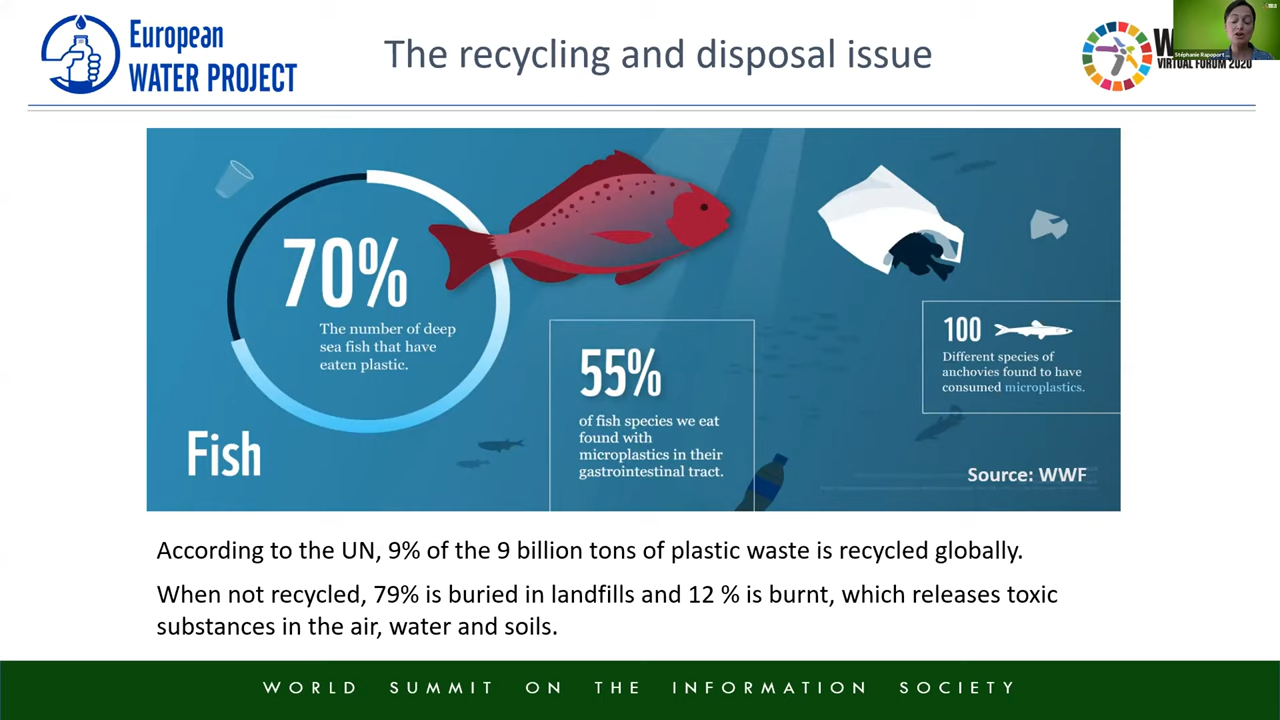 European
WATER PROJECT
The recycling and disposal issue
Stéphanie Rapoport
VIRTUAL FORUM 2020
70%
The number of deep
sea fish that have
eaten plastic.
Fish
55%
of fish species we eat
found with
microplastics in their
gastrointestinal tract.
100
Different species of
anchovies found to have
consumed microplastics.
Source: WWF
According to the UN, 9% of the 9 billion tons of plastic waste is recycled globally.
When not recycled, 79% is buried in landfills and 12 % is burnt, which releases toxic
substances in the air, water and soils.
WORLD SUMMIT ON THE INFORMATION SOCIETY